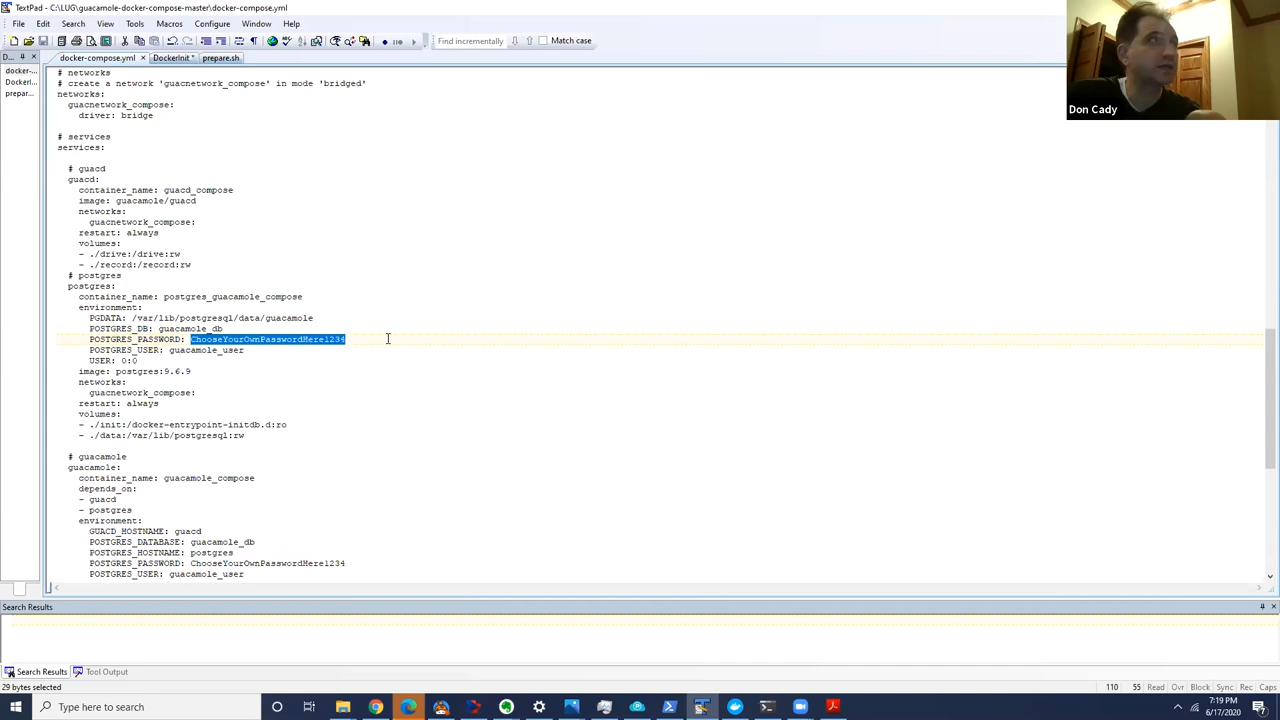 TextPad - C:\LUG\guacamole-docker-compose-master\docker-compose.yml
File Edit Search View Tools Macros Configure Window Help
Find incrementally Match case
D...
docker-compose.yml DockerInit * prepare.sh
docker-...
DockerI...
prepar...
# networks
# create a network 'guacnetwork_compose' in mode 'bridged'
networks:
guacnetwork_compose:
driver: bridge
# services
services:
# guacd
guacd:
container_name: guacd_compose
image: guacamole/guacd
networks:
guacnetwork_compose:
restart: always
volumes:
- ./drive:/drive:rw
- ./record:/record:rw
# postgres
postgres:
container_name: postgres_guacamole_compose
environment:
PGDATA: /var/lib/postgresql/data/guacamole
POSTGRES_DB: guacamole_db
POSTGRES_PASSWORD: ChooseYourOwnPasswordHere1234
POSTGRES_USER: guacamole_user
USER: 0:0
image: postgres:9.6.9
networks:
guacnetwork_compose:
restart: always
volumes:
- ./init:/docker-entrypoint-initdb.d:ro
- ./data:/var/lib/postgresql:rw
# guacamole
guacamole:
container_name: guacamole_compose
depends_on:
- guacd
- postgres
environment:
GUACD_HOSTNAME: guacd
POSTGRES_DATABASE: guacamole_db
POSTGRES_HOSTNAME: postgres
POSTGRES_PASSWORD: ChooseYourOwnPasswordHere1234
POSTGRES_USER: guacamole_user
Don Cady
Search Results
Search Results Tool Output
29 bytes selected 110 55 Read Ovr Block Sync Rec Caps
Type here to search
7:19 PM
6/17/2020